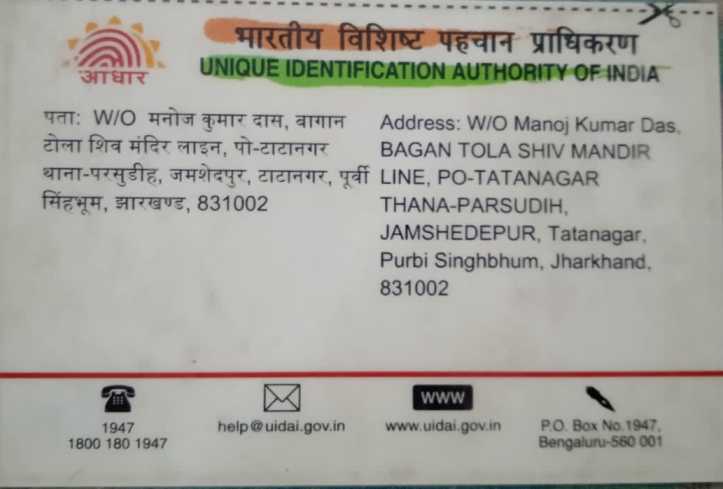 भारतीय विशिष्ट पहचान प्राधिकरण
आधार
UNIQUE IDENTIFICATION AUTHORITY OF INDIA
पता: W/O मनोज कुमार दास, बागान
टोला शिव मंदिर लाइन, पो-टाटानगर
थाना-परसुडीह, जमशेदपुर, टाटानगर, पूर्वी
सिंहभूम, झारखण्ड, 831002
Address: W/O Manoj Kumar Das,
BAGAN TOLA SHIV MANDIR
LINE, PO-TATANAGAR
THANA-PARSUDIH,
JAMSHEDEPUR, Tatanagar,
Purbi Singhbhum, Jharkhand,
831002
1947
1800 180 1947
help@uidai.gov.in
WWW
www.uidai.gov.in
P.O. Box No.1947,
Bengaluru-560 001